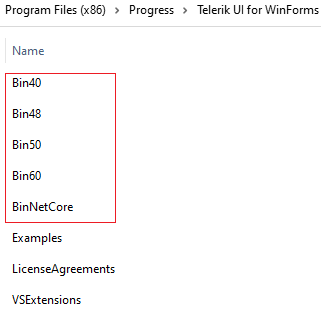 Program Files (x86) > Progress > Telerik UI for WinForms
Name
Bin40
Bin48
Bin50
Bin60
BinNetCore
Examples
LicenseAgreements
VSExtensions